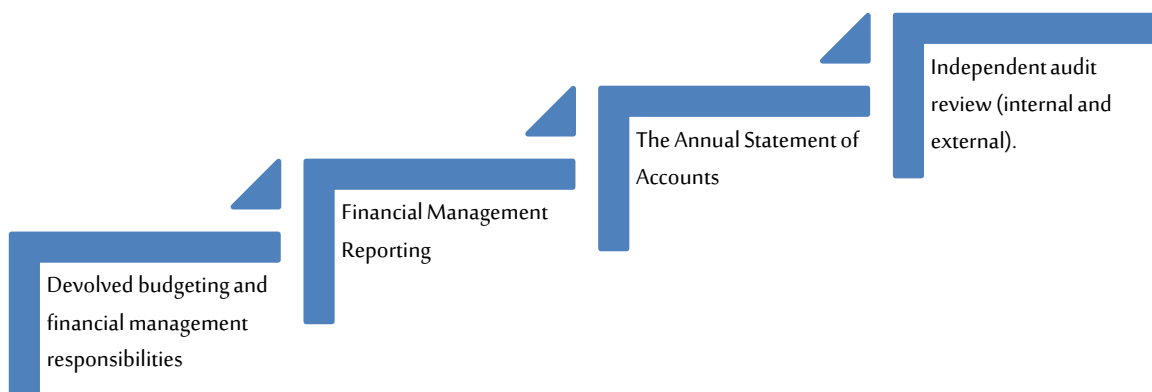 Devolved budgeting and
financial management
responsibilities
Financial Management
Reporting
The Annual Statement of
Accounts
Independent audit
review (internal and
external).